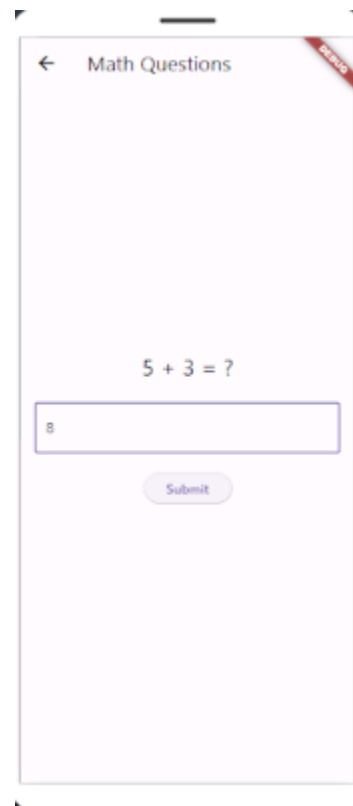 Math Questions
DEBUG
5 + 3 = ?
8
Submit